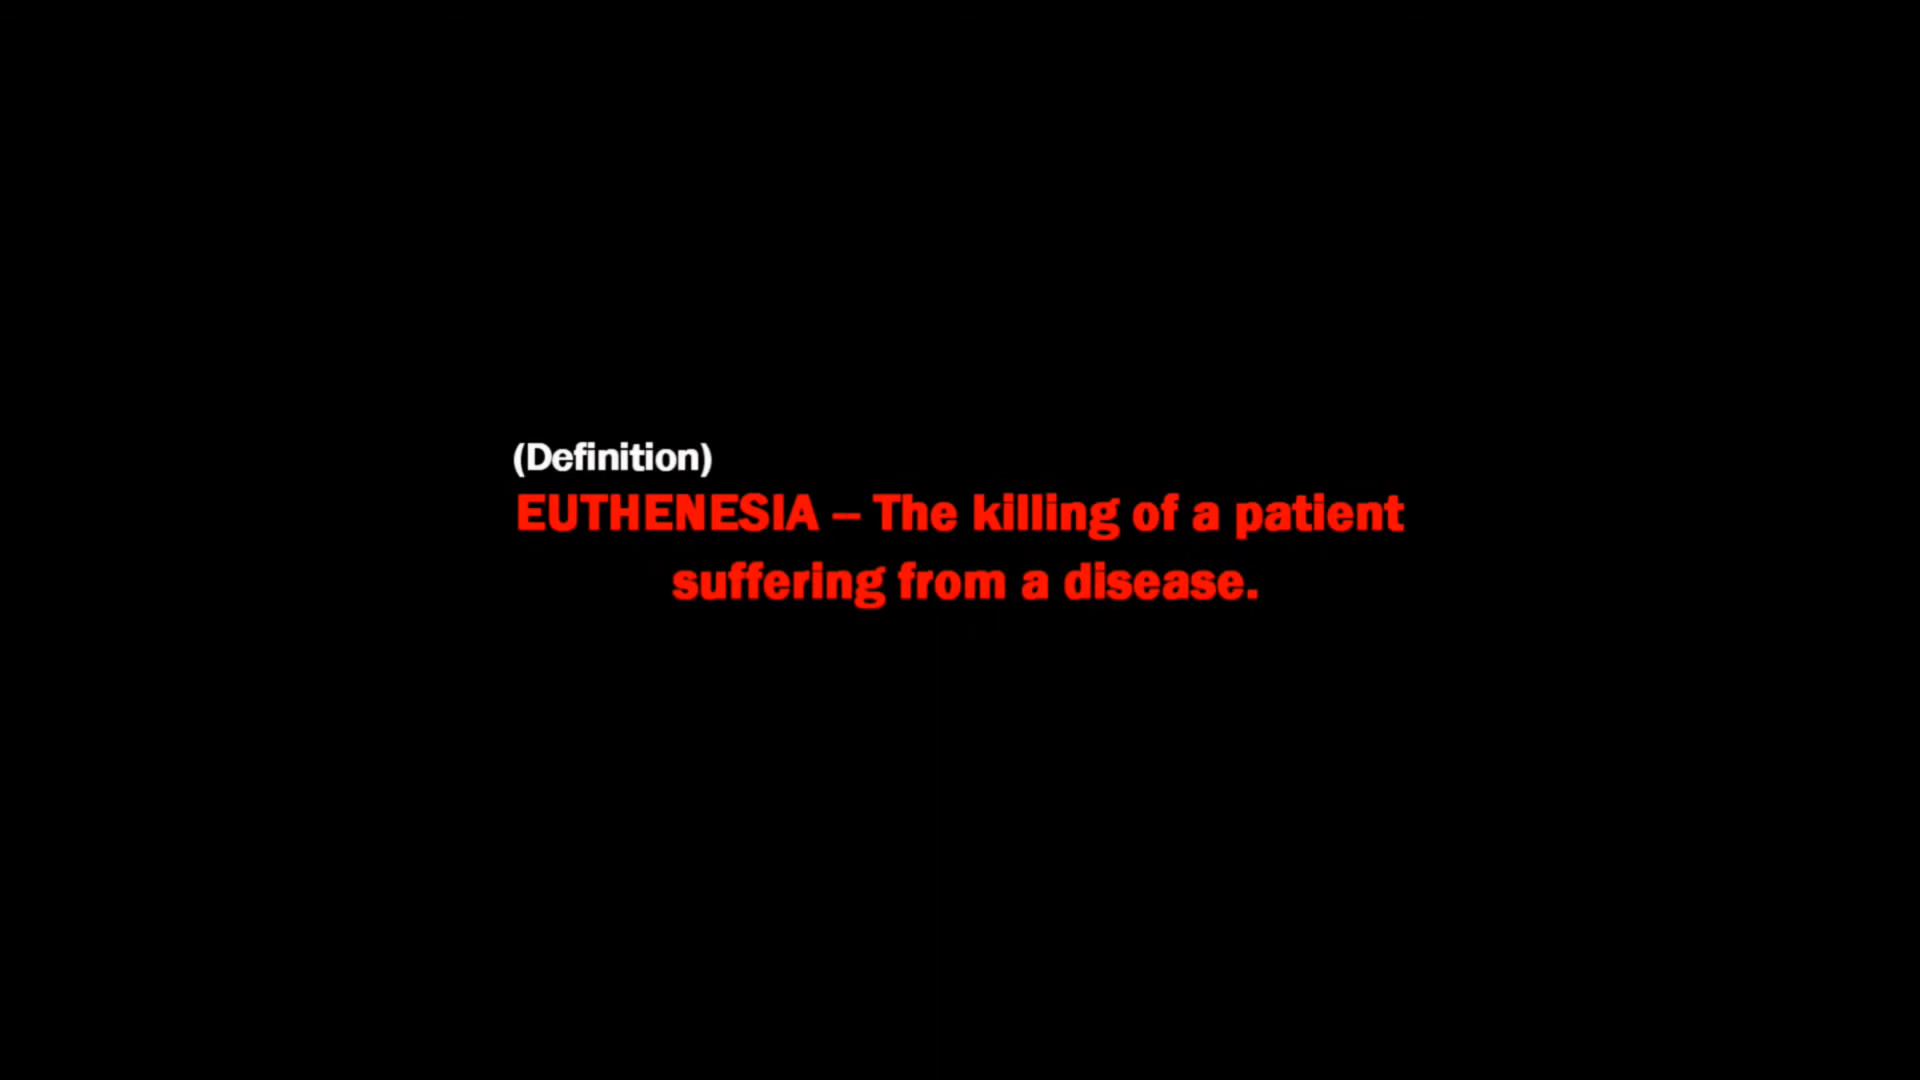 (Definition)
EUTHENESIA – The killing of a patient
suffering from a disease.